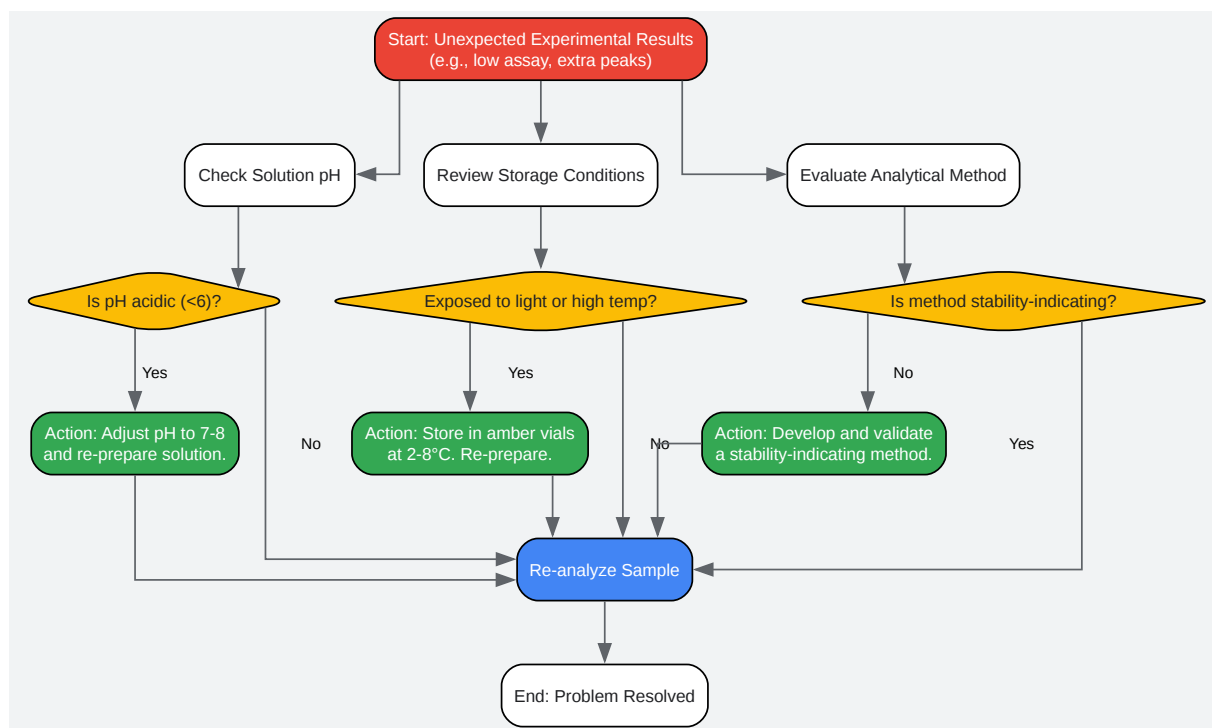 Start: Unexpected Experimental Results
(e.g., low assay, extra peaks)
Check Solution pH
Review Storage Conditions
Evaluate Analytical Method
Is pH acidic (<6)?
Exposed to light or high temp?
Is method stability-indicating?
Yes
Yes
No
Action: Adjust pH to 7-8
and re-prepare solution.
No
Action: Store in amber vials
at 2-8°C. Re-prepare.
No
Action: Develop and validate
a stability-indicating method.
Yes
Re-analyze Sample
End: Problem Resolved